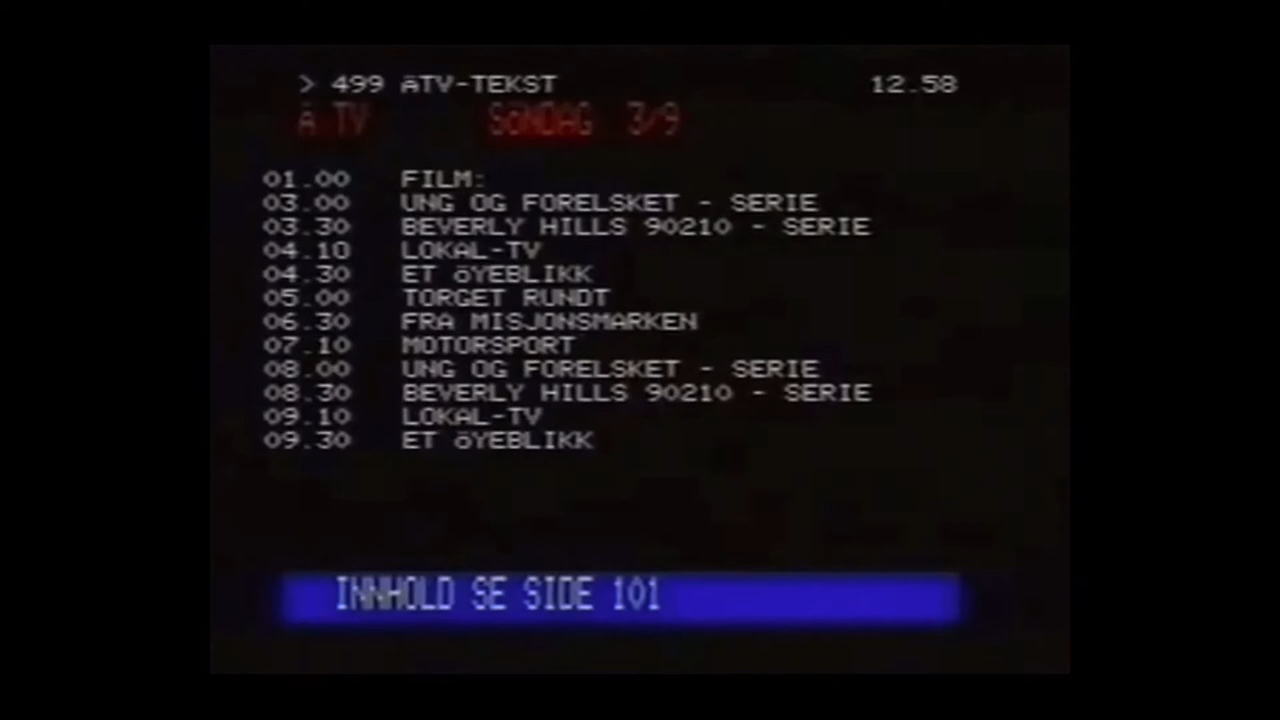 > 499 äTV-TEKST 12.58
Ä TV SöNDAG 3/9
01.00 FILM:
03.00 UNG OG FORELSKET - SERIE
03.30 BEVERLY HILLS 90210 - SERIE
04.10 LOKAL-TV
04.30 ET öYEBLIKK
05.00 TORGET RUNDT
06.30 FRA MISJONSMARKEN
07.10 MOTORSPORT
08.00 UNG OG FORELSKET - SERIE
08.30 BEVERLY HILLS 90210 - SERIE
09.10 LOKAL-TV
09.30 ET öYEBLIKK
INNHOLD SE SIDE 101